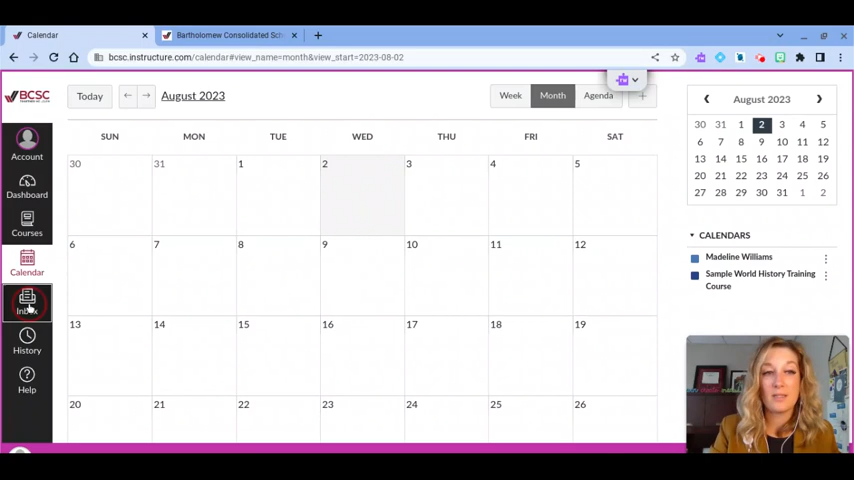 Calendar
Bartholomew Consolidated Sch
bcsc.instructure.com/calendar#view_name=month&view_start=2023-08-02
BCSC
Today
August 2023
Week
Month
Agenda
SUN MON TUE WED THU FRI SAT
30 31 1 2 3 4 5
6 7 8 9 10 11 12
13 14 15 16 17 18 19
20 21 22 23 24 25 26
Account
Dashboard
Courses
Calendar
Inbox
History
Help
August 2023
30 31 1 2 3 4 5
6 7 8 9 10 11 12
13 14 15 16 17 18 19
20 21 22 23 24 25 26
27 28 29 30 31 1 2
CALENDARS
Madeline Williams
Sample World History Training
Course